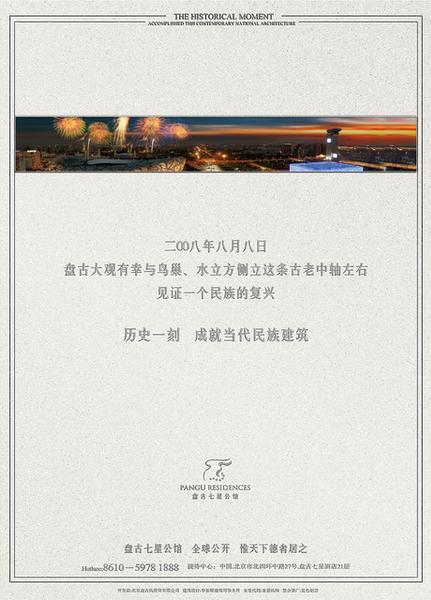 THE HISTORICAL MOMENT
ACCOMPLISHED THIS CONTEMPORARY NATIONAL ARCHITECTURE
二OO八年八月八日
盘古大观有幸与鸟巢、水立方侧立这条古老中轴左右
见证一个民族的复兴
历史一刻 成就当代民族建筑
PANGU RESIDENCES
盘古七星公馆
盘古七星公馆 全球公开 惟天下德者居之
Hotline:8610－5978 1888 接待中心：中国.北京市北四环中路27号.盘古七星酒店21层